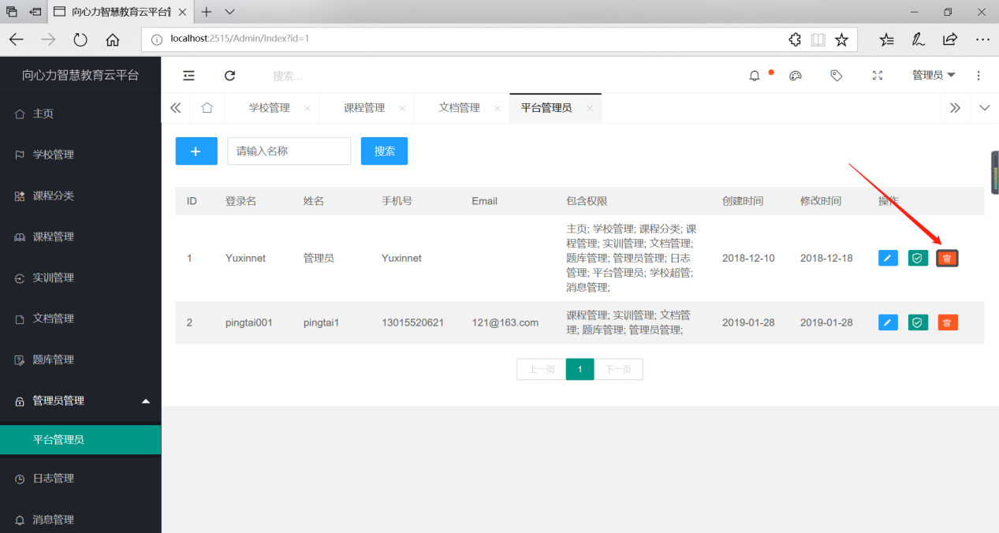 向心力智慧教育云平台管
localhost:2515/Admin/Index?id=1
向心力智慧教育云平台
搜索...
管理员
主页
学校管理
课程分类
课程管理
实训管理
文档管理
题库管理
管理员管理
平台管理员
日志管理
消息管理
学校管理
课程管理
文档管理
平台管理员
请输入名称
搜索
ID 登录名 姓名 手机号 Email 包含权限 创建时间 修改时间 操作
主页; 学校管理; 课程分类; 课
程管理; 实训管理; 文档管理;
1 Yuxinnet 管理员 Yuxinnet 题库管理; 管理员管理; 日志 2018-12-10 2018-12-18
管理; 平台管理员; 学校超管;
消息管理;
2 pingtai001 pingtai1 13015520621 121@163.com 课程管理; 实训管理; 文档管 2019-01-28 2019-01-28
理; 题库管理; 管理员管理;
上一页 1 下一页